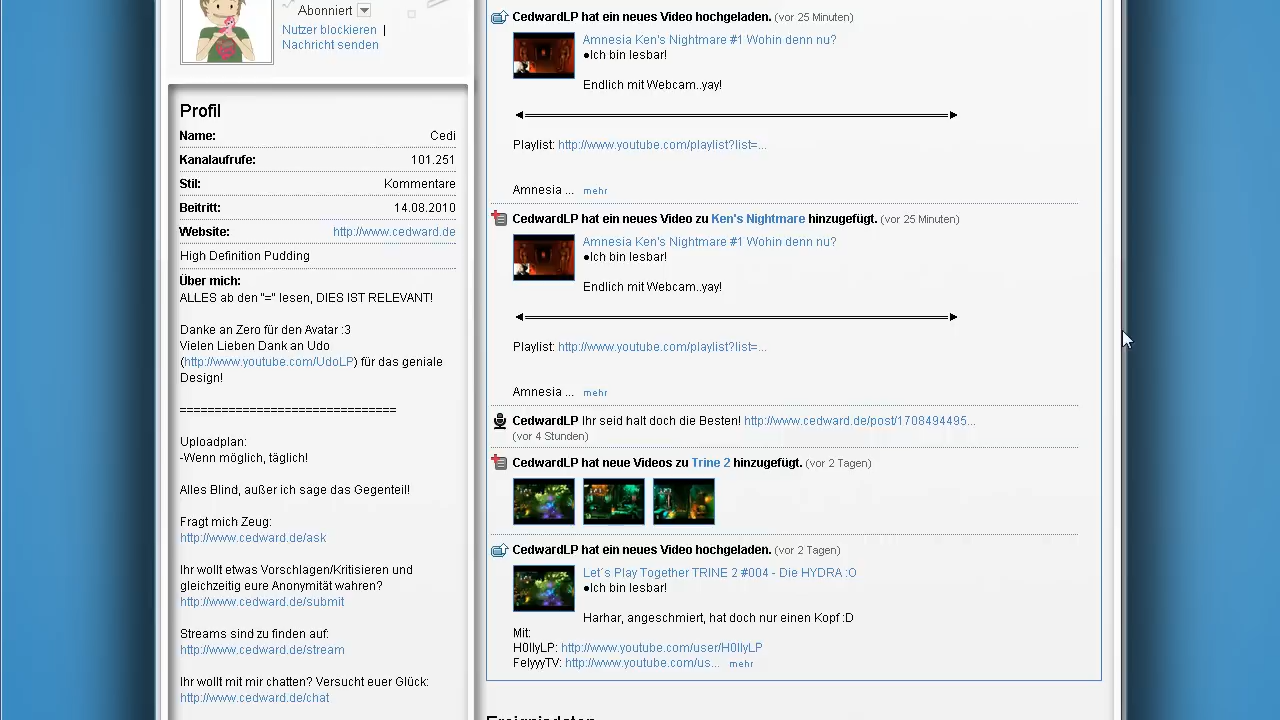 Abonniert
Nutzer blockieren |
Nachricht senden
Profil
Name: Cedi
Kanalaufrufe: 101.251
Stil: Kommentare
Beitritt: 14.08.2010
Website: http://www.cedward.de
High Definition Pudding
Über mich:
ALLES ab den "=" lesen, DIES IST RELEVANT!
Danke an Zero für den Avatar :3
Vielen Lieben Dank an Udo
(http://www.youtube.com/UdoLP) für das geniale
Design!
===============================
Uploadplan:
-Wenn möglich, täglich!
Alles Blind, außer ich sage das Gegenteil!
Fragt mich Zeug:
http://www.cedward.de/ask
Ihr wollt etwas Vorschlagen/Kritisieren und
gleichzeitig eure Anonymität wahren?
http://www.cedward.de/submit
Streams sind zu finden auf:
http://www.cedward.de/stream
Ihr wollt mit mir chatten? Versucht euer Glück:
http://www.cedward.de/chat
CedwardLP hat ein neues Video hochgeladen. (vor 25 Minuten)
Amnesia Ken's Nightmare #1 Wohin denn nu?
●Ich bin lesbar!
Endlich mit Webcam..yay!
Playlist: http://www.youtube.com/playlist?list=...
Amnesia ... mehr
CedwardLP hat ein neues Video zu Ken's Nightmare hinzugefügt. (vor 25 Minuten)
Amnesia Ken's Nightmare #1 Wohin denn nu?
●Ich bin lesbar!
Endlich mit Webcam..yay!
Playlist: http://www.youtube.com/playlist?list=...
Amnesia ... mehr
CedwardLP Ihr seid halt doch die Besten! http://www.cedward.de/post/1708494495...
(vor 4 Stunden)
CedwardLP hat neue Videos zu Trine 2 hinzugefügt. (vor 2 Tagen)
CedwardLP hat ein neues Video hochgeladen. (vor 2 Tagen)
Let´s Play Together TRINE 2 #004 - Die HYDRA :O
●Ich bin lesbar!
Harhar, angeschmiert, hat doch nur einen Kopf :D
Mit:
H0llyLP: http://www.youtube.com/user/H0llyLP
FelyyyTV: http://www.youtube.com/us... mehr
Ereignisdaten